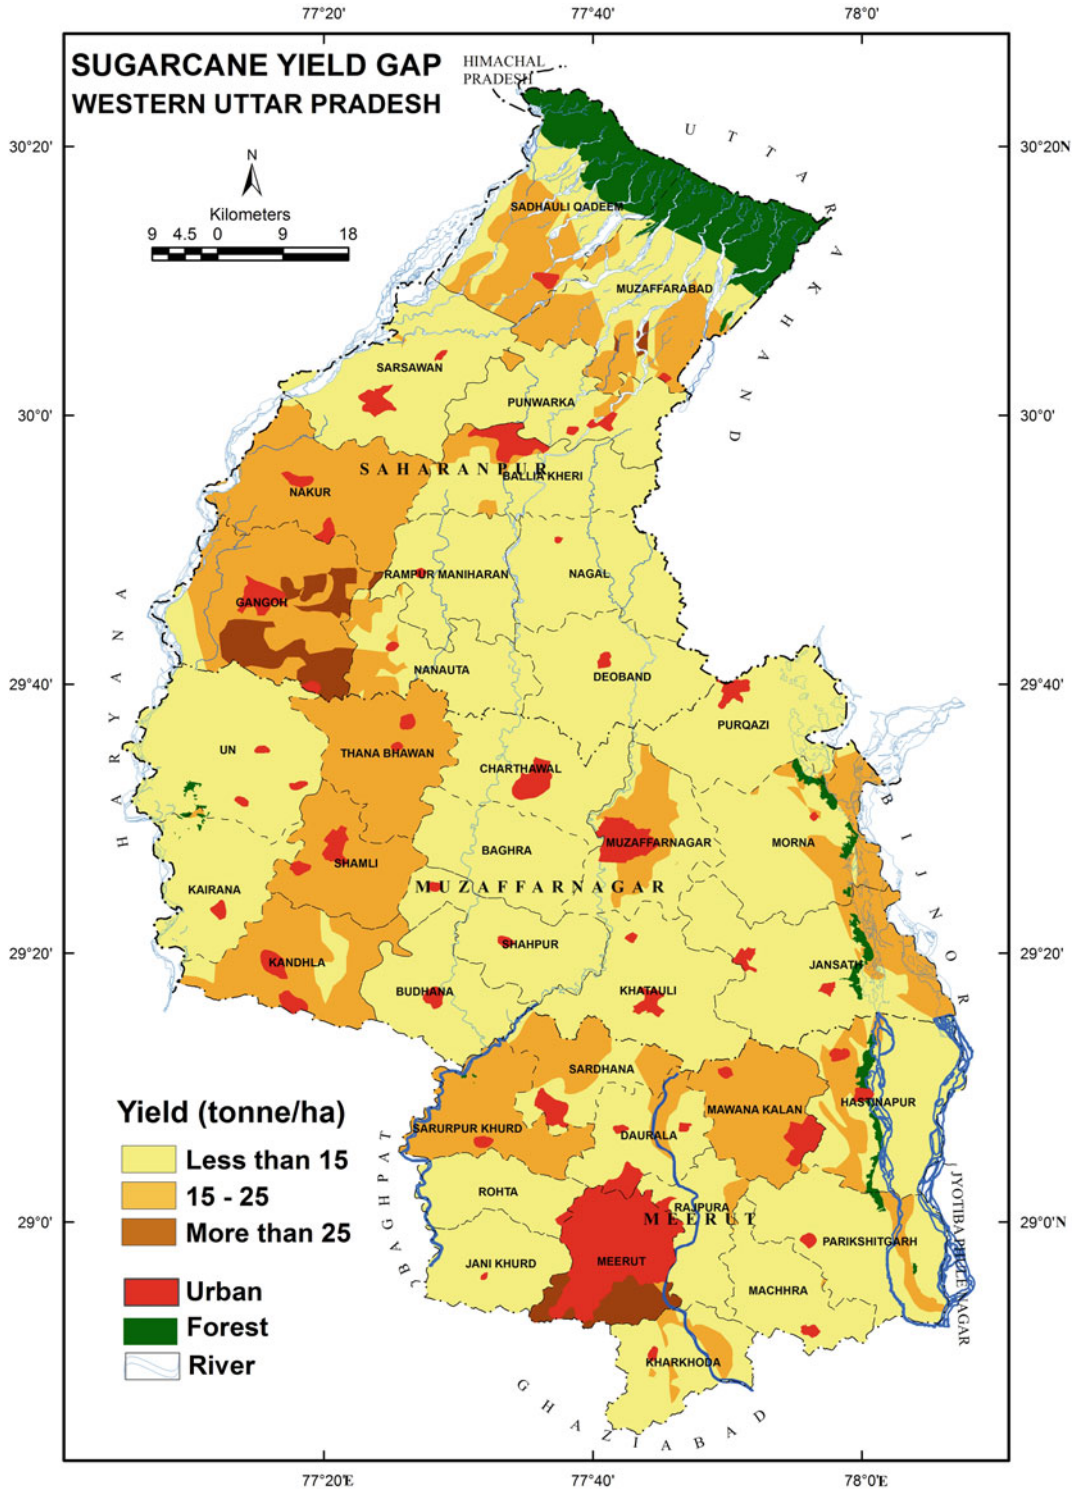 77°20'
77°40'
78°0'
SUGARCANE YIELD GAP
WESTERN UTTAR PRADESH
HIMACHAL
PRADESH
UTTARAKHAND
30°20'
30°20'N
N
Kilometers
9 4.5 0 9 18
SADHAULI QADEEM
MUZAFFARABAD
SARSAWAN
PUNWARKA
30°0'
30°0'
SAHARANPUR
BALLIA KHERI
NAKUR
RAMPUR MANIHARAN
NAGAL
GANGOH
HARYANA
NANAUTA
DEOBAND
29°40'
29°40'
PURQAZI
UN
THANA BHAWAN
CHARTHAWAL
BIJNOR
MUZAFFARNAGAR
MORNA
BAGHRA
SHAMLI
KAIRANA
MUZAFFARNAGAR
SHAHPUR
29°20'
29°20'
KANDHLA
JANSATH
BUDHANA
KHATAULI
SARDHANA
Yield (tonne/ha)
HASTINAPUR
MAWANA KALAN
SARURPUR KHURD
DAURALA
Less than 15
BAGHPAT
ROHTA
15 - 25
RAJPURA
MEERUT
29°0'
29°0'N
More than 25
PARIKSHITGARH
JYOTIBAPHULE NAGAR
JANI KHURD
MEERUT
MACHHRA
Urban
Forest
River
KHARKHODA
GHAZIABAD
77°20'E
77°40'
78°0'E